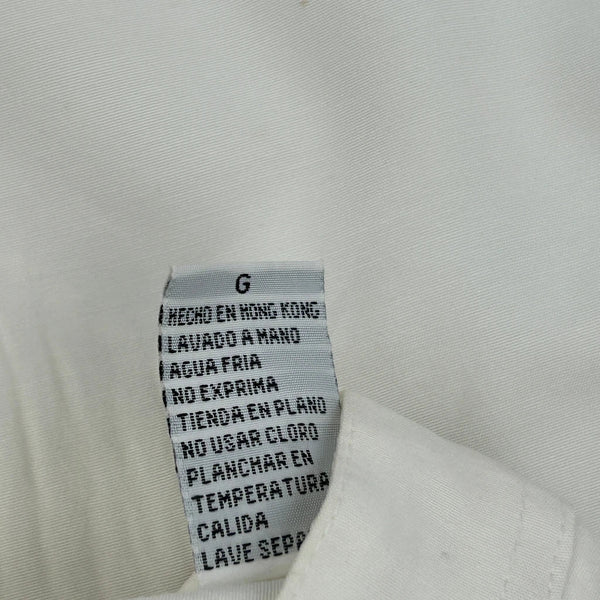 G
HECHO EN HONG KONG
LAVADO A MANO
AGUA FRIA
NO EXPRIMA
TIENDA EN PLANO
NO USAR CLORO
PLANCHAR EN
TEMPERATURA
CALIDA
LAVE